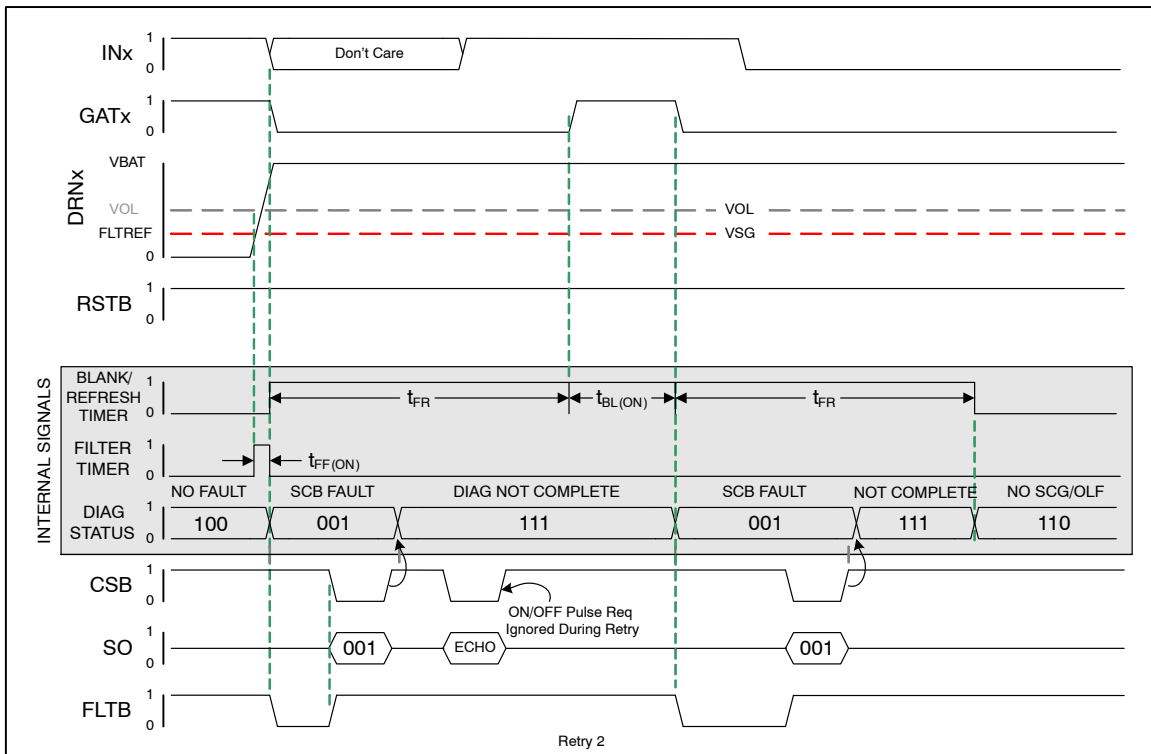 INx
1
0
Don't Care
GATx
1
0
DRNx
VBAT
VOL
FLTREF
0
VOL
VSG
RSTB
1
0
INTERNAL SIGNALS
BLANK/
REFRESH
TIMER
1
0
tFR
tBL(ON)
tFR
FILTER
TIMER
1
0
tFF(ON)
NO FAULT
SCB FAULT
DIAG NOT COMPLETE
SCB FAULT
NOT COMPLETE
NO SCG/OLF
DIAG
STATUS
1
0
100
001
111
001
111
110
CSB
1
0
ON/OFF Pulse Req
Ignored During Retry
SO
1
0
001
ECHO
001
FLTB
1
0
Retry 2